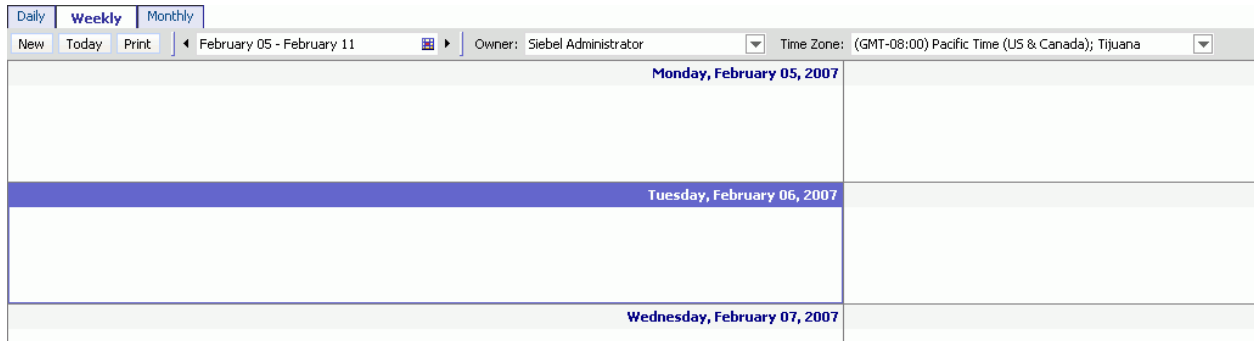 Daily Weekly Monthly
New Today Print February 05 - February 11 Owner: Siebel Administrator Time Zone: (GMT-08:00) Pacific Time (US & Canada); Tijuana
Monday, February 05, 2007
Tuesday, February 06, 2007
Wednesday, February 07, 2007